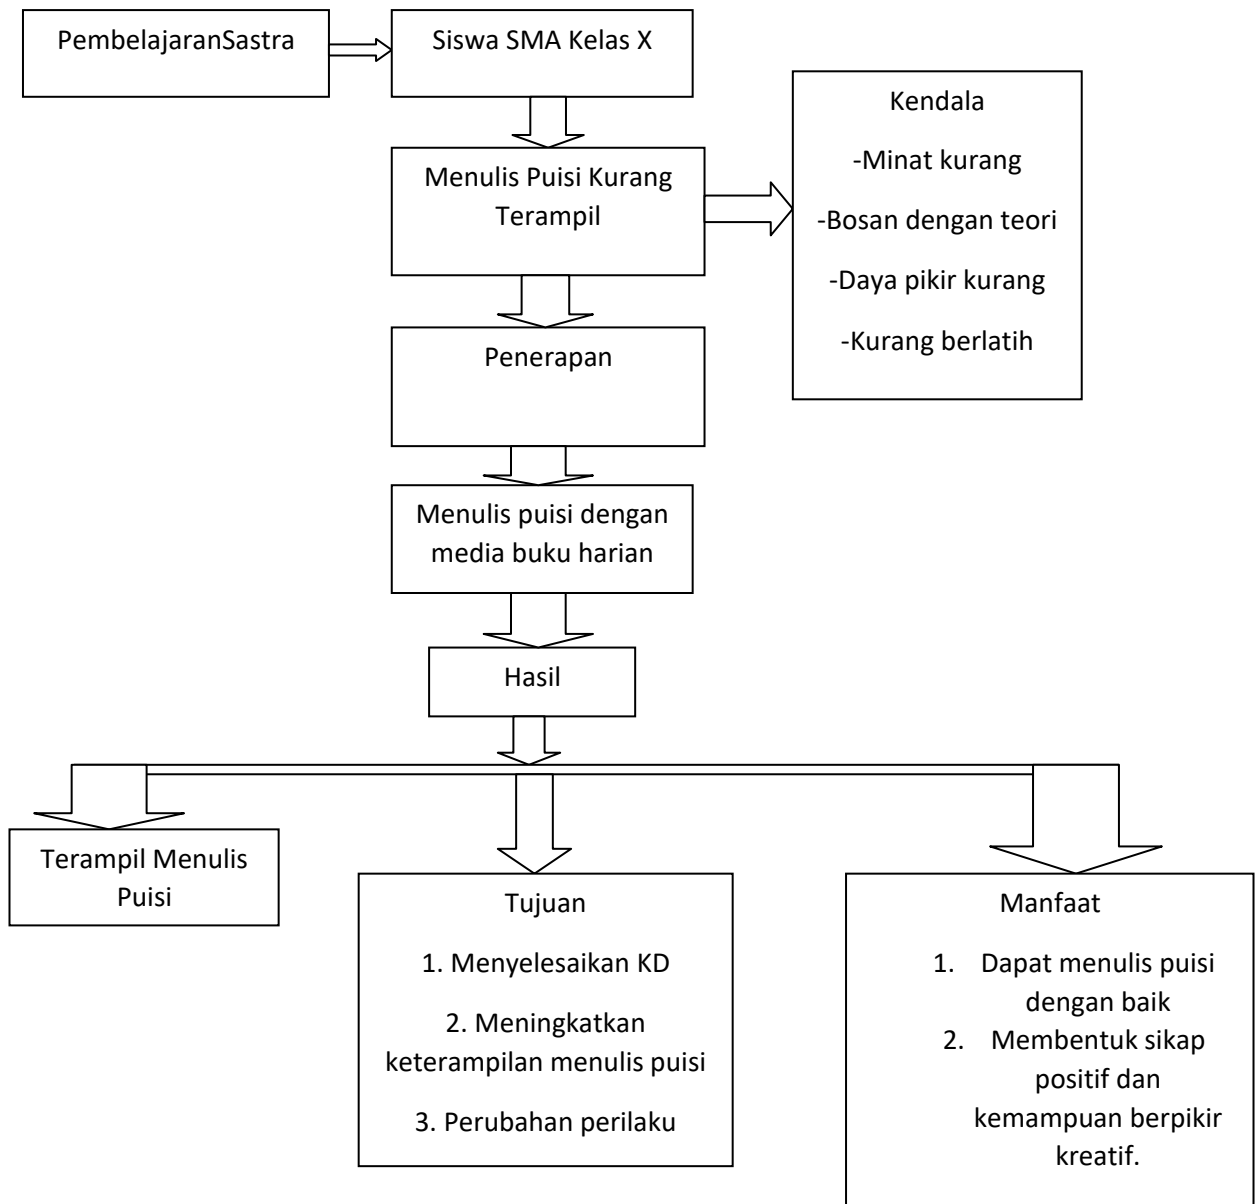 PembelajaranSastra
Siswa SMA Kelas X
Menulis Puisi Kurang
Terampil
Kendala
-Minat kurang
-Bosan dengan teori
-Daya pikir kurang
-Kurang berlatih
Penerapan
Menulis puisi dengan
media buku harian
Hasil
Terampil Menulis
Puisi
Tujuan
1. Menyelesaikan KD
2. Meningkatkan
keterampilan menulis puisi
3. Perubahan perilaku
Manfaat
1. Dapat menulis puisi
dengan baik
2. Membentuk sikap
positif dan
kemampuan berpikir
kreatif.